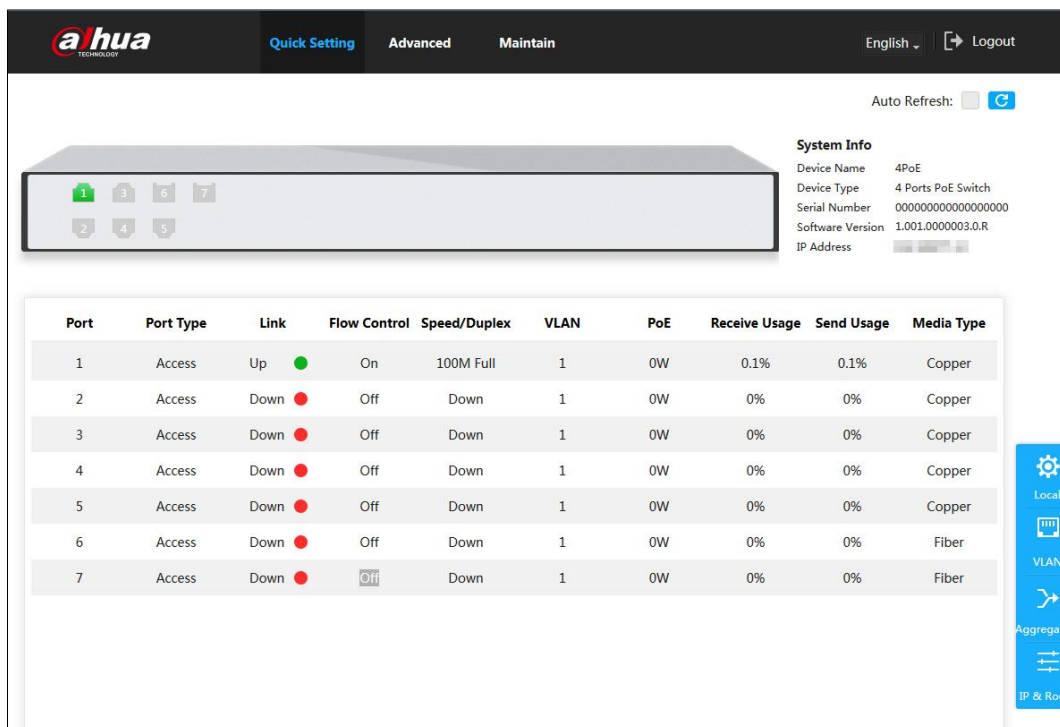 alhua TECHNOLOGY Quick Setting Advanced Maintain English Logout
Auto Refresh:
System Info
Device Name 4PoE
Device Type 4 Ports PoE Switch
Serial Number 000000000000000000
Software Version 1.001.0000003.0.R
IP Address
1 3 6 7
2 4 5
Port Port Type Link Flow Control Speed/Duplex VLAN PoE Receive Usage Send Usage Media Type
1 Access Up On 100M Full 1 0W 0.1% 0.1% Copper
2 Access Down Off Down 1 0W 0% 0% Copper
3 Access Down Off Down 1 0W 0% 0% Copper
4 Access Down Off Down 1 0W 0% 0% Copper
5 Access Down Off Down 1 0W 0% 0% Copper
6 Access Down Off Down 1 0W 0% 0% Fiber
7 Access Down Off Down 1 0W 0% 0% Fiber
Local
VLAN
Aggrega
IP & Ro